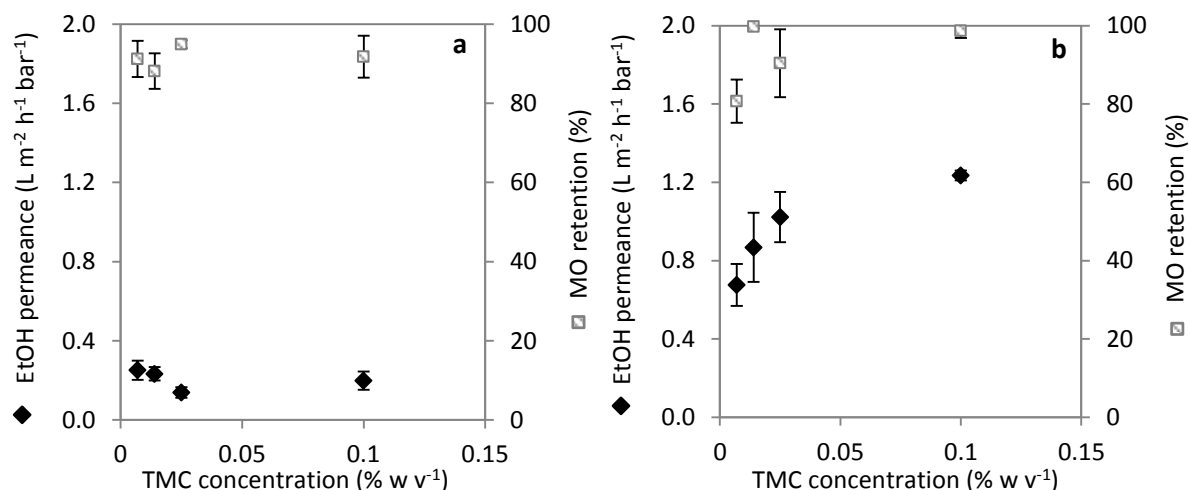 a
EtOH permeance (L m⁻² h⁻¹ bar⁻¹)
2.0
1.6
1.2
0.8
0.4
0.0
100
80
60
40
20
0
MO retention (%)
0 0.05 0.1 0.15
TMC concentration (% w v⁻¹)
b
EtOH permeance (L m⁻² h⁻¹ bar⁻¹)
2.0
1.6
1.2
0.8
0.4
0.0
100
80
60
40
20
0
MO retention (%)
0 0.05 0.1 0.15
TMC concentration (% w v⁻¹)